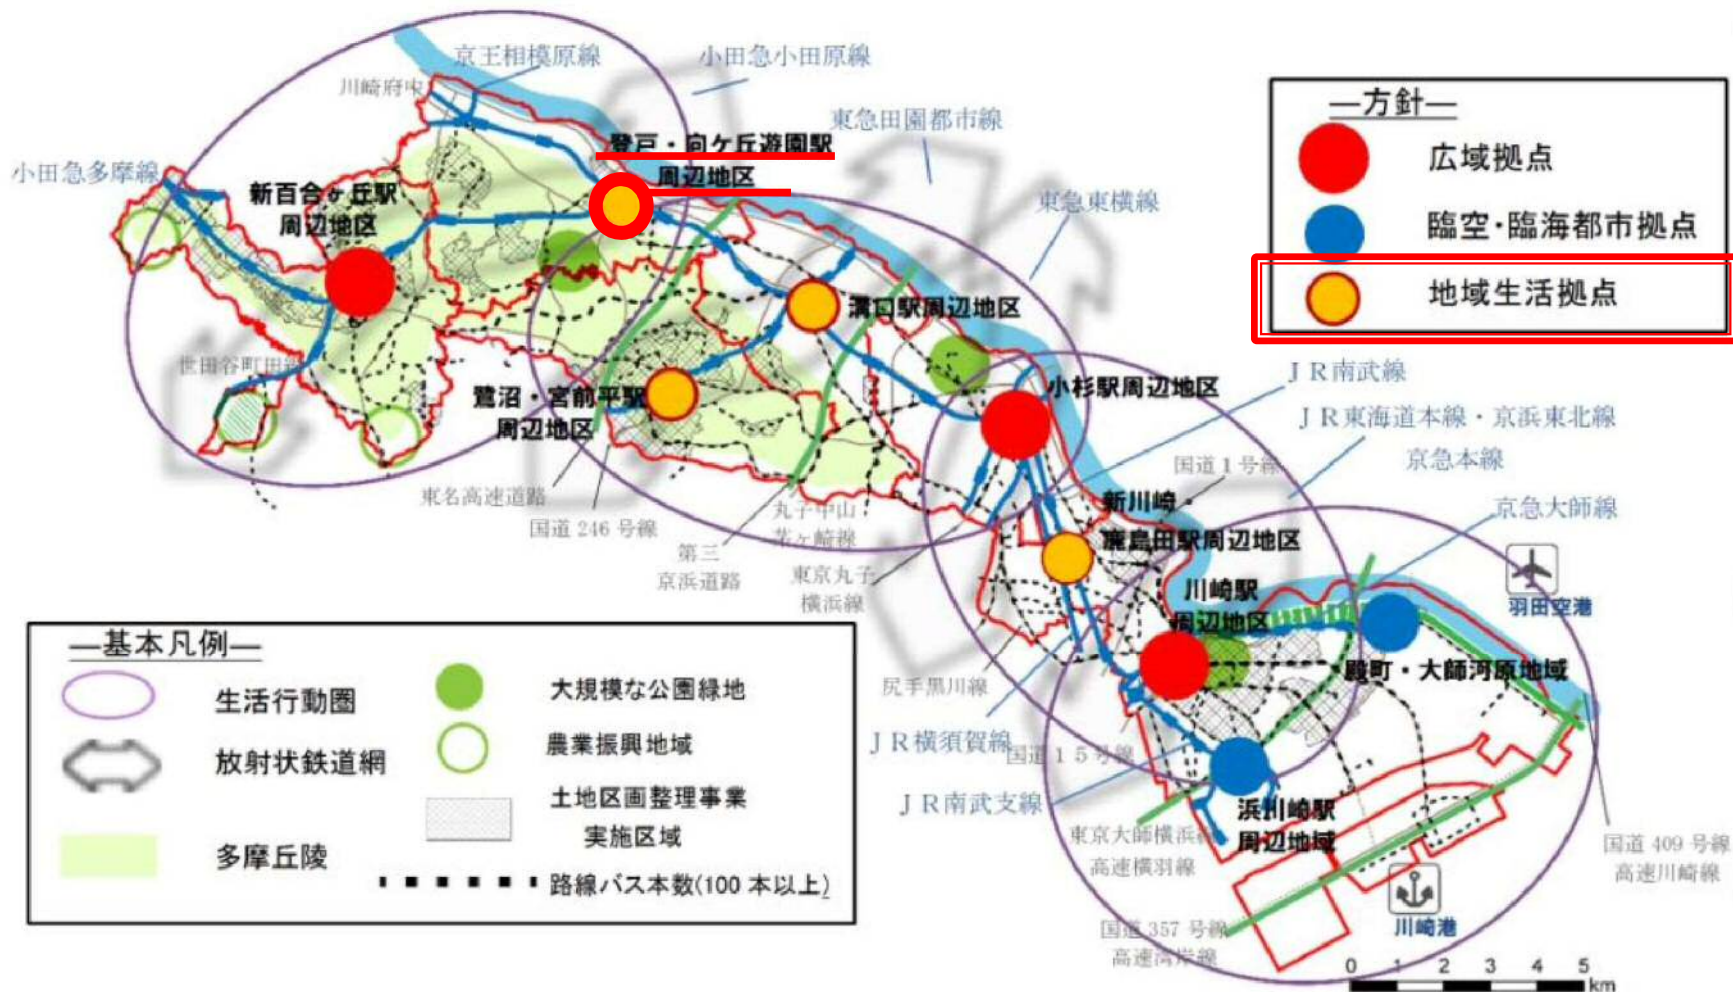 京王相模原線
小田急小田原線
川崎府中
東急田園都市線
登戸・向ケ丘遊園駅
周辺地区
小田急多摩線
新百合ヶ丘駅
周辺地区
東急東横線
溝口駅周辺地区
世田谷町田線
鷺沼・宮前平駅
周辺地区
小杉駅周辺地区
ＪＲ南武線
ＪＲ東海道本線・京浜東北線
京急本線
国道１号線
東名高速道路
国道 246 号線
丸子中山
茅ヶ崎線
第三
京浜道路
東京丸子
横浜線
新川崎・
鹿島田駅周辺地区
京急大師線
川崎駅
周辺地区
羽田空港
殿町・大師河原地域
尻手黒川線
ＪＲ横須賀線
国道１５号線
ＪＲ南武支線
浜川崎駅
周辺地域
東京大師横浜線
高速横羽線
国道 409 号線
高速川崎線
国道 357 号線
高速湾岸線
川崎港
0 1 2 3 4 5
km
―方針―
広域拠点
臨空・臨海都市拠点
地域生活拠点
―基本凡例―
生活行動圏
放射状鉄道網
多摩丘陵
大規模な公園緑地
農業振興地域
土地区画整理事業
実施区域
路線バス本数(100 本以上)